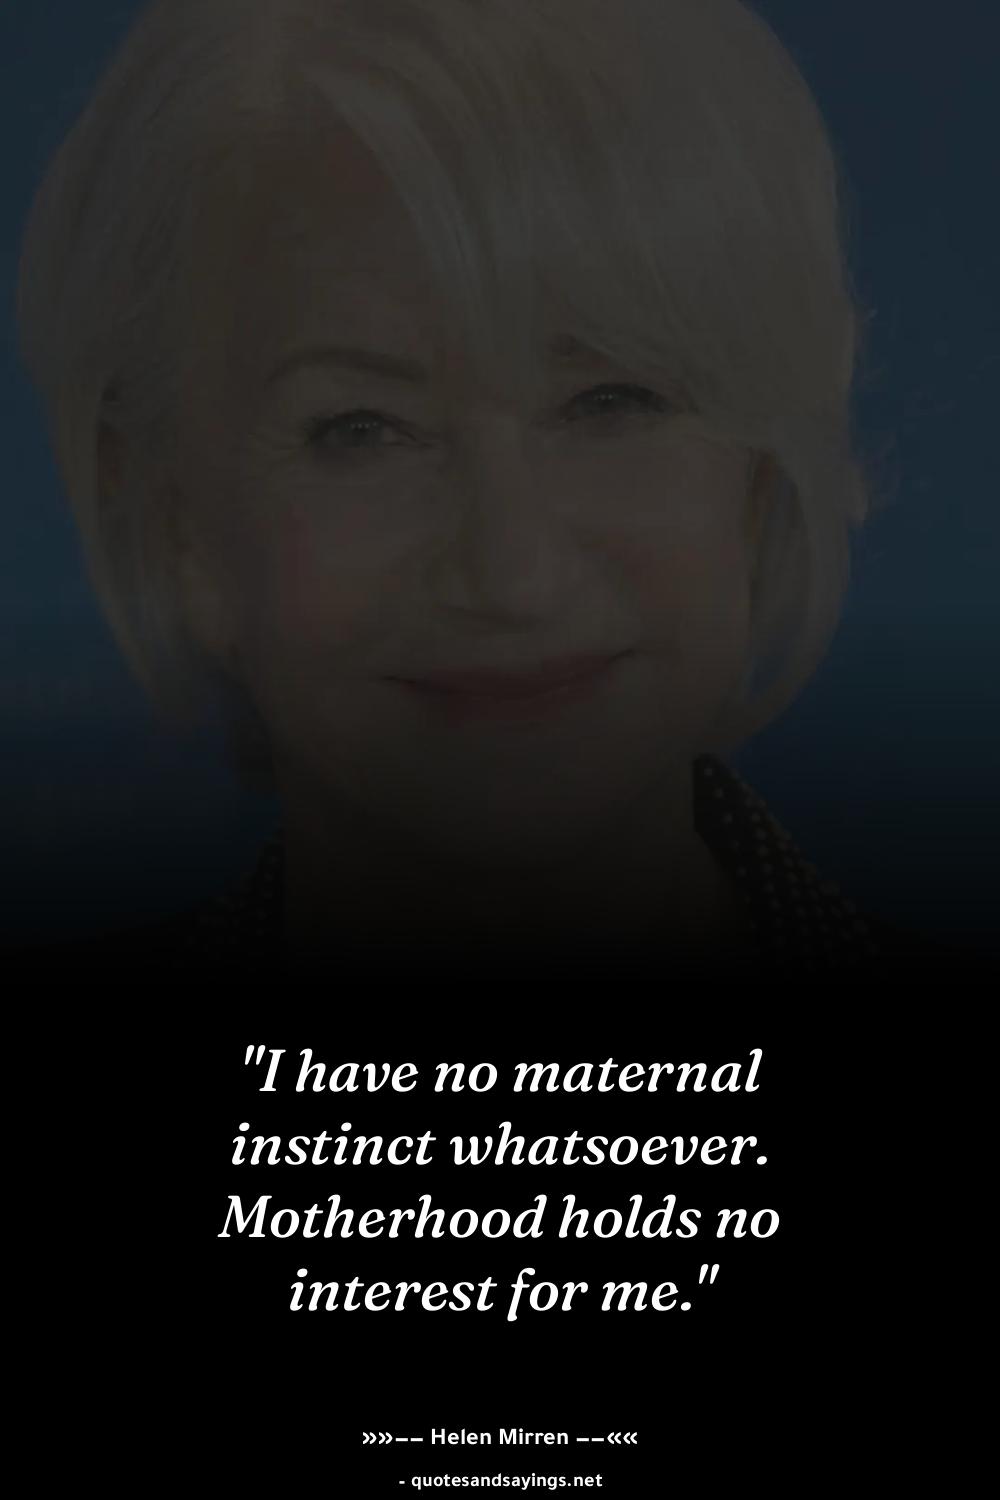 "I have no maternal
instinct whatsoever.
Motherhood holds no
interest for me."
»»–– Helen Mirren ––««
- quotesandsayings.net